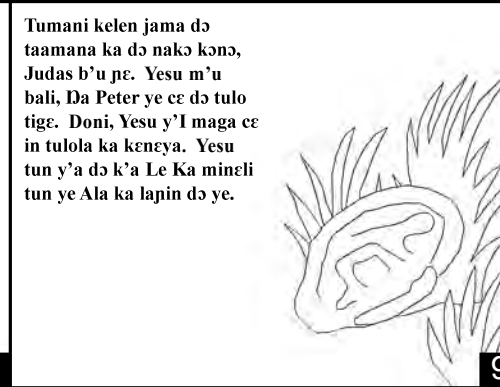 Tumani kelen jama dɔ
taamana ka dɔ nakɔ kɔnɔ,
Judas b’u ɲɛ. Yesu m’u
bali, Ŋa Peter ye cɛ dɔ tulo
tigɛ. Doni, Yesu y’I maga cɛ
in tulola ka kɛnɛya. Yesu
tun y’a dɔ k’a Le Ka minɛli
tun ye Ala ka laɲin dɔ ye.
9